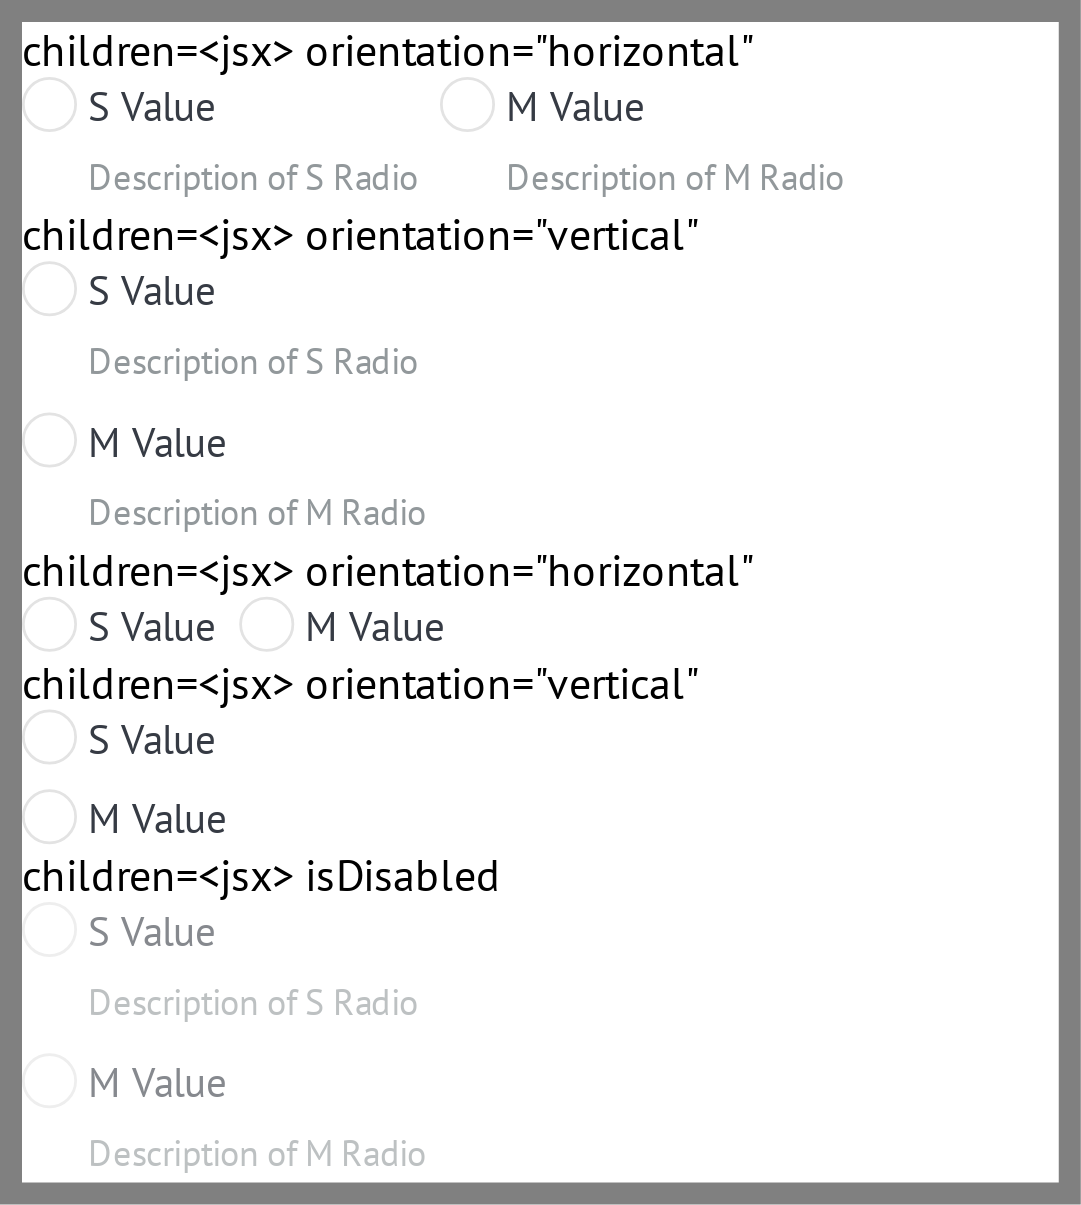 children=<jsx> orientation="horizontal"
S Value M Value
Description of S Radio Description of M Radio
children=<jsx> orientation="vertical"
S Value
Description of S Radio
M Value
Description of M Radio
children=<jsx> orientation="horizontal"
S Value M Value
children=<jsx> orientation="vertical"
S Value
M Value
children=<jsx> isDisabled
S Value
Description of S Radio
M Value
Description of M Radio